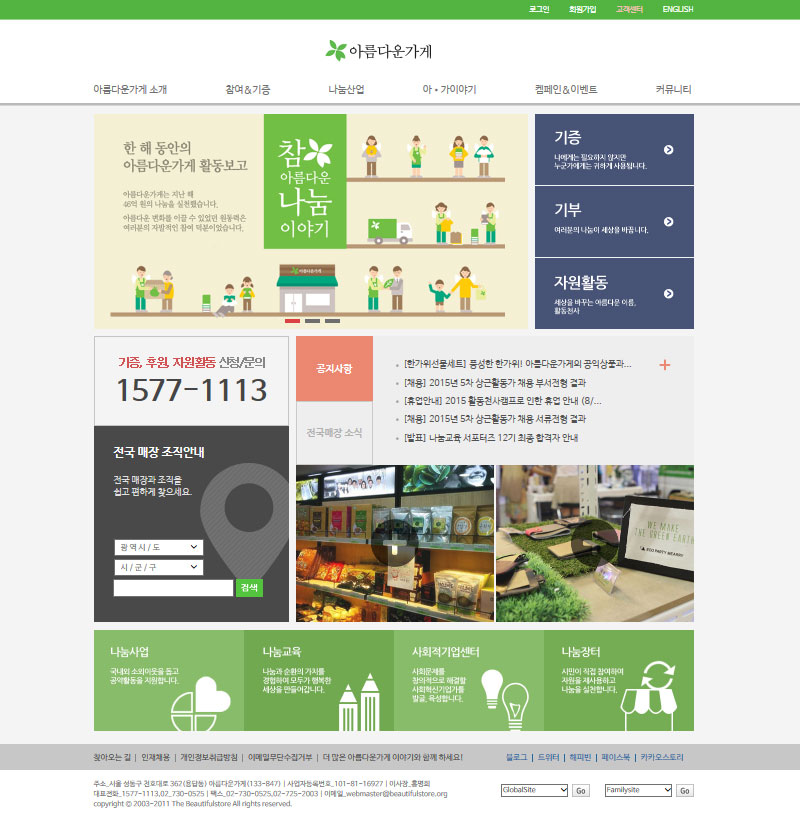 로그인 회원가입 고객센터 ENGLISH
아름다운가게
아름다운가게 소개 참여&기증 나눔산업 아•가이야기 캠페인&이벤트 커뮤니티
한 해 동안의
아름다운가게 활동보고
아름다운가게는 지난 해
46억 원의 나눔을 실천했습니다.
아름다운 변화를 이끌 수 있었던 원동력은
여러분의 자발적인 참여 덕분이었습니다.
참
아름다운
나눔
이야기
아름다운가게
기증
나에게는 필요하지 않지만
누군가에게는 귀하게 사용됩니다.
기부
여러분의 나눔이 세상을 바꿉니다.
자원활동
세상을 바꾸는 아름다운 이름,
활동천사
기증, 후원, 자원활동 신청/문의
1577-1113
공지사항
전국매장 소식
[한가위선물세트] 풍성한 한가위! 아름다운가게의 공익상품과...
[채용] 2015년 5차 상근활동가 채용 부서전형 결과
[휴업안내] 2015 활동천사캠프로 인한 휴업 안내 (8/...
[채용] 2015년 5차 상근활동가 채용 서류전형 결과
[발표] 나눔교육 서포터즈 12기 최종 합격자 안내
전국 매장 조직안내
전국 매장과 조직을
쉽고 편하게 찾으세요.
광역시/도
시/군/구
검색
WE MAKE
THE GREEN EARTH
ECO PARTY MEARRY
나눔사업
국내외 소외이웃을 돕고
공익활동을 지원합니다.
나눔교육
나눔과 순환의 가치를
경험하며 모두가 행복한
세상을 만들어갑니다.
사회적기업센터
사회문제를
창의적으로 해결할
사회혁신기업가를
발굴, 육성합니다.
나눔장터
시민이 직접 참여하여
자원을 재사용하고
나눔을 실천합니다.
찾아오는 길 | 인재채용 | 개인정보취급방침 | 이메일무단수집거부 | 더 많은 아름다운가게 이야기와 함께 하세요!
블로그 | 트위터 | 해피빈 | 페이스북 | 카카오스토리
주소_서울 성동구 천호대로 367(용답동) 아름다운가게(133-847) | 사업자등록번호_101-81-16927 | 이사장_홍명희
대표전화_1577-1113,02_730-0525 | 팩스_02-730-0525,02-725-2003 | 이메일_webmaster@beautifulstore.org
copyright © 2003-2011 The Beautifulstore All rights reserved.
GlobalSite Go Familysite Go